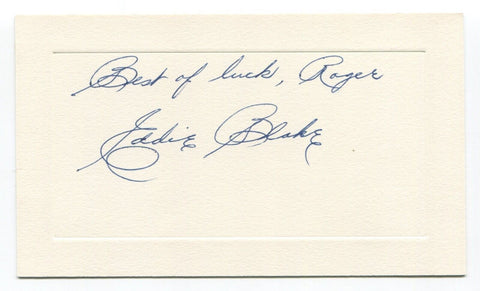 Best of luck, Roger
Eddie Blake